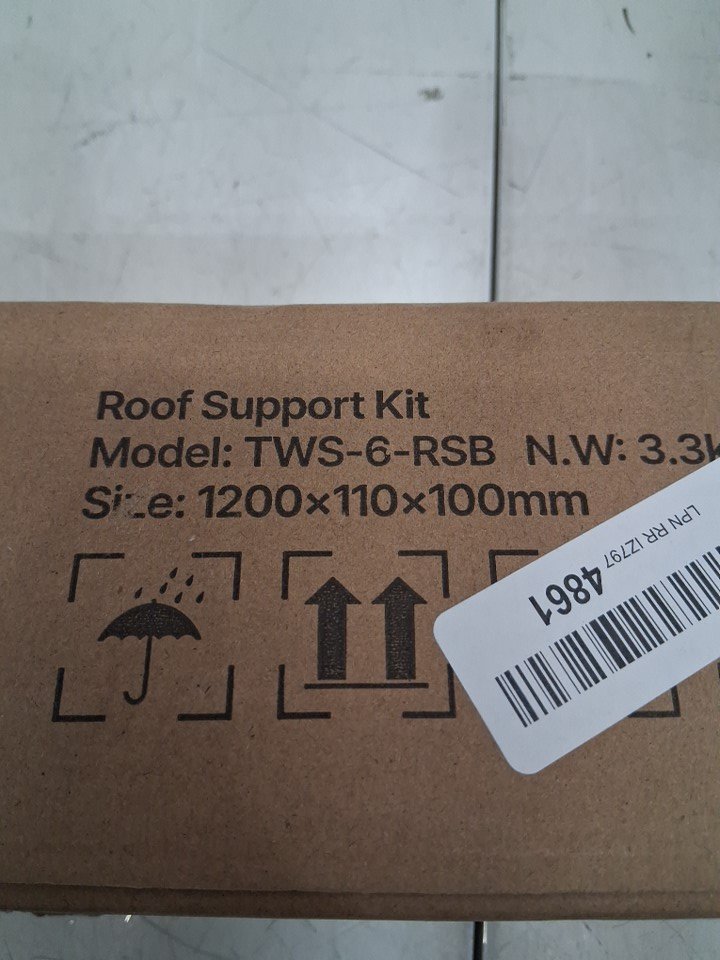 Roof Support Kit
Model: TWS-6-RSB N.W: 3.3k
Size: 1200×110×100mm
LPN RR IZ797
4861